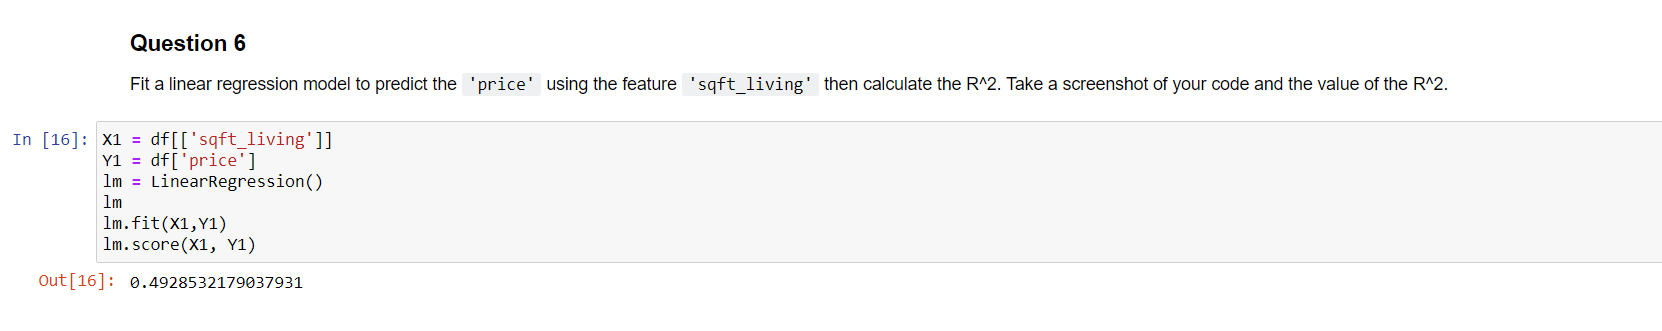 Question 6
Fit a linear regression model to predict the 'price' using the feature 'sqft_living' then calculate the R^2. Take a screenshot of your code and the value of the R^2.
In [16]: X1 = df[['sqft_living']]
Y1 = df['price']
lm = LinearRegression()
lm
lm.fit(X1,Y1)
lm.score(X1, Y1)
Out[16]: 0.4928532179037931